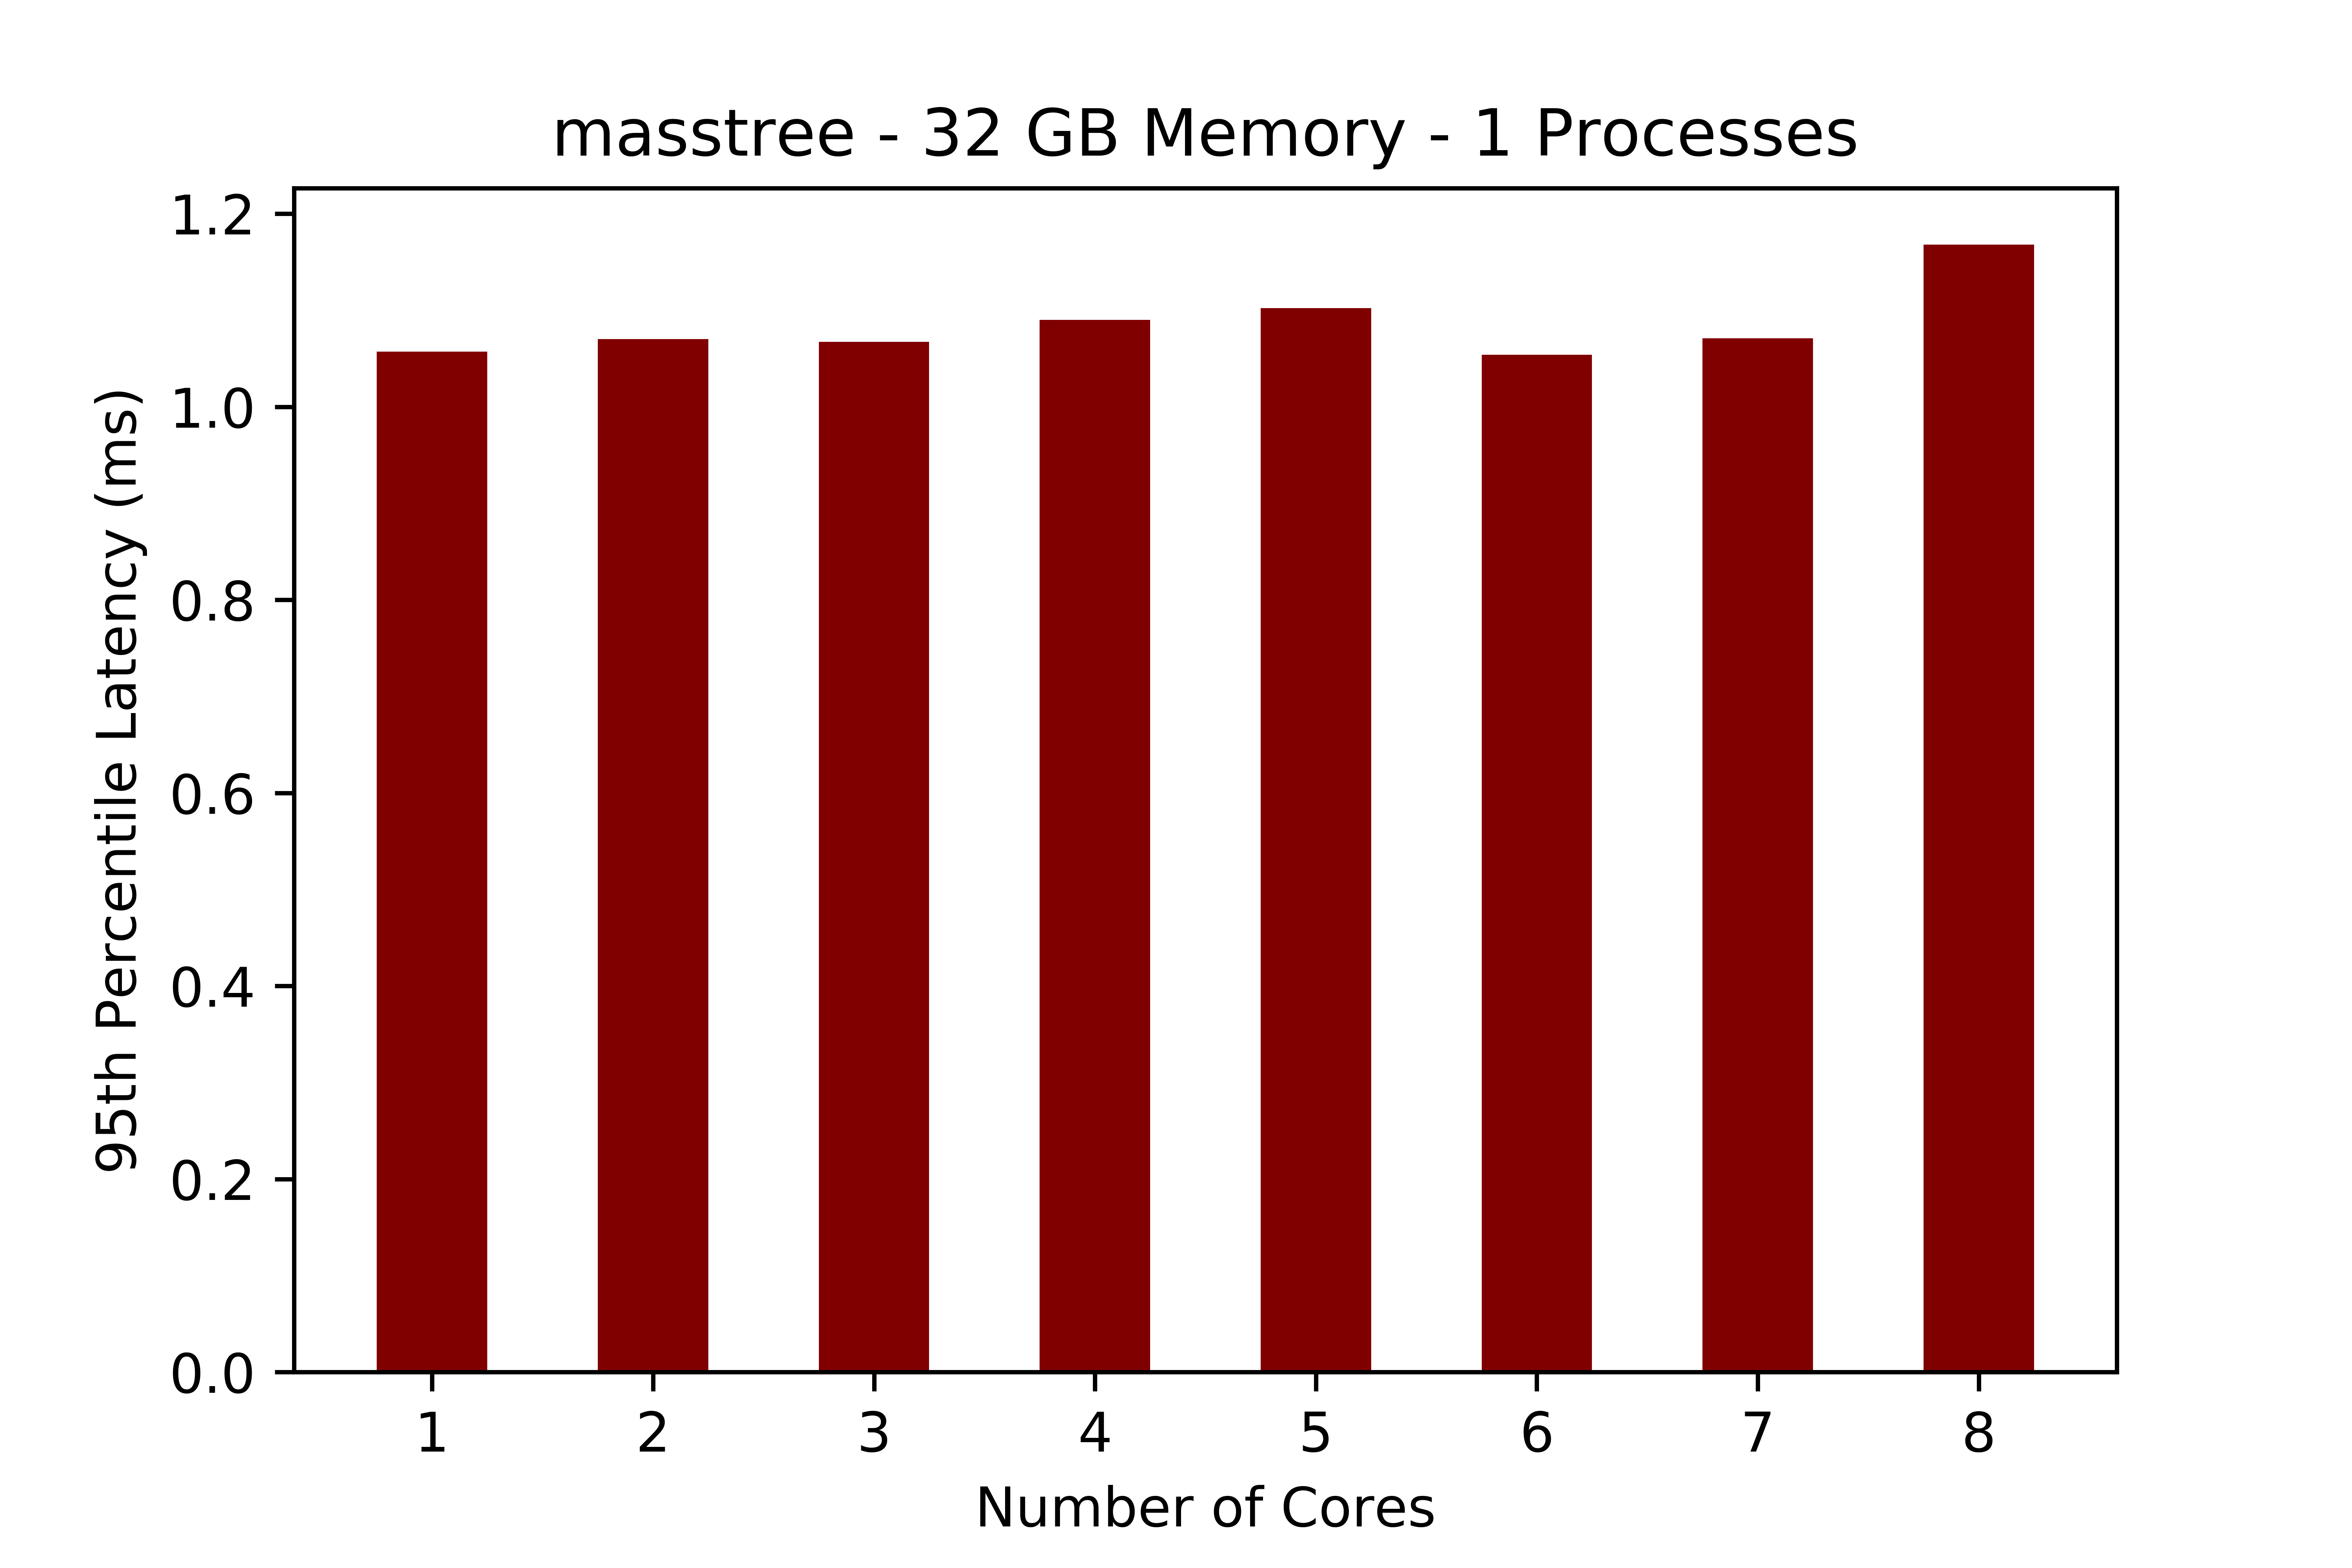 masstree - 32 GB Memory - 1 Processes
95th Percentile Latency (ms)
1.2
1.0
0.8
0.6
0.4
0.2
0.0
1 2 3 4 5 6 7 8
Number of Cores